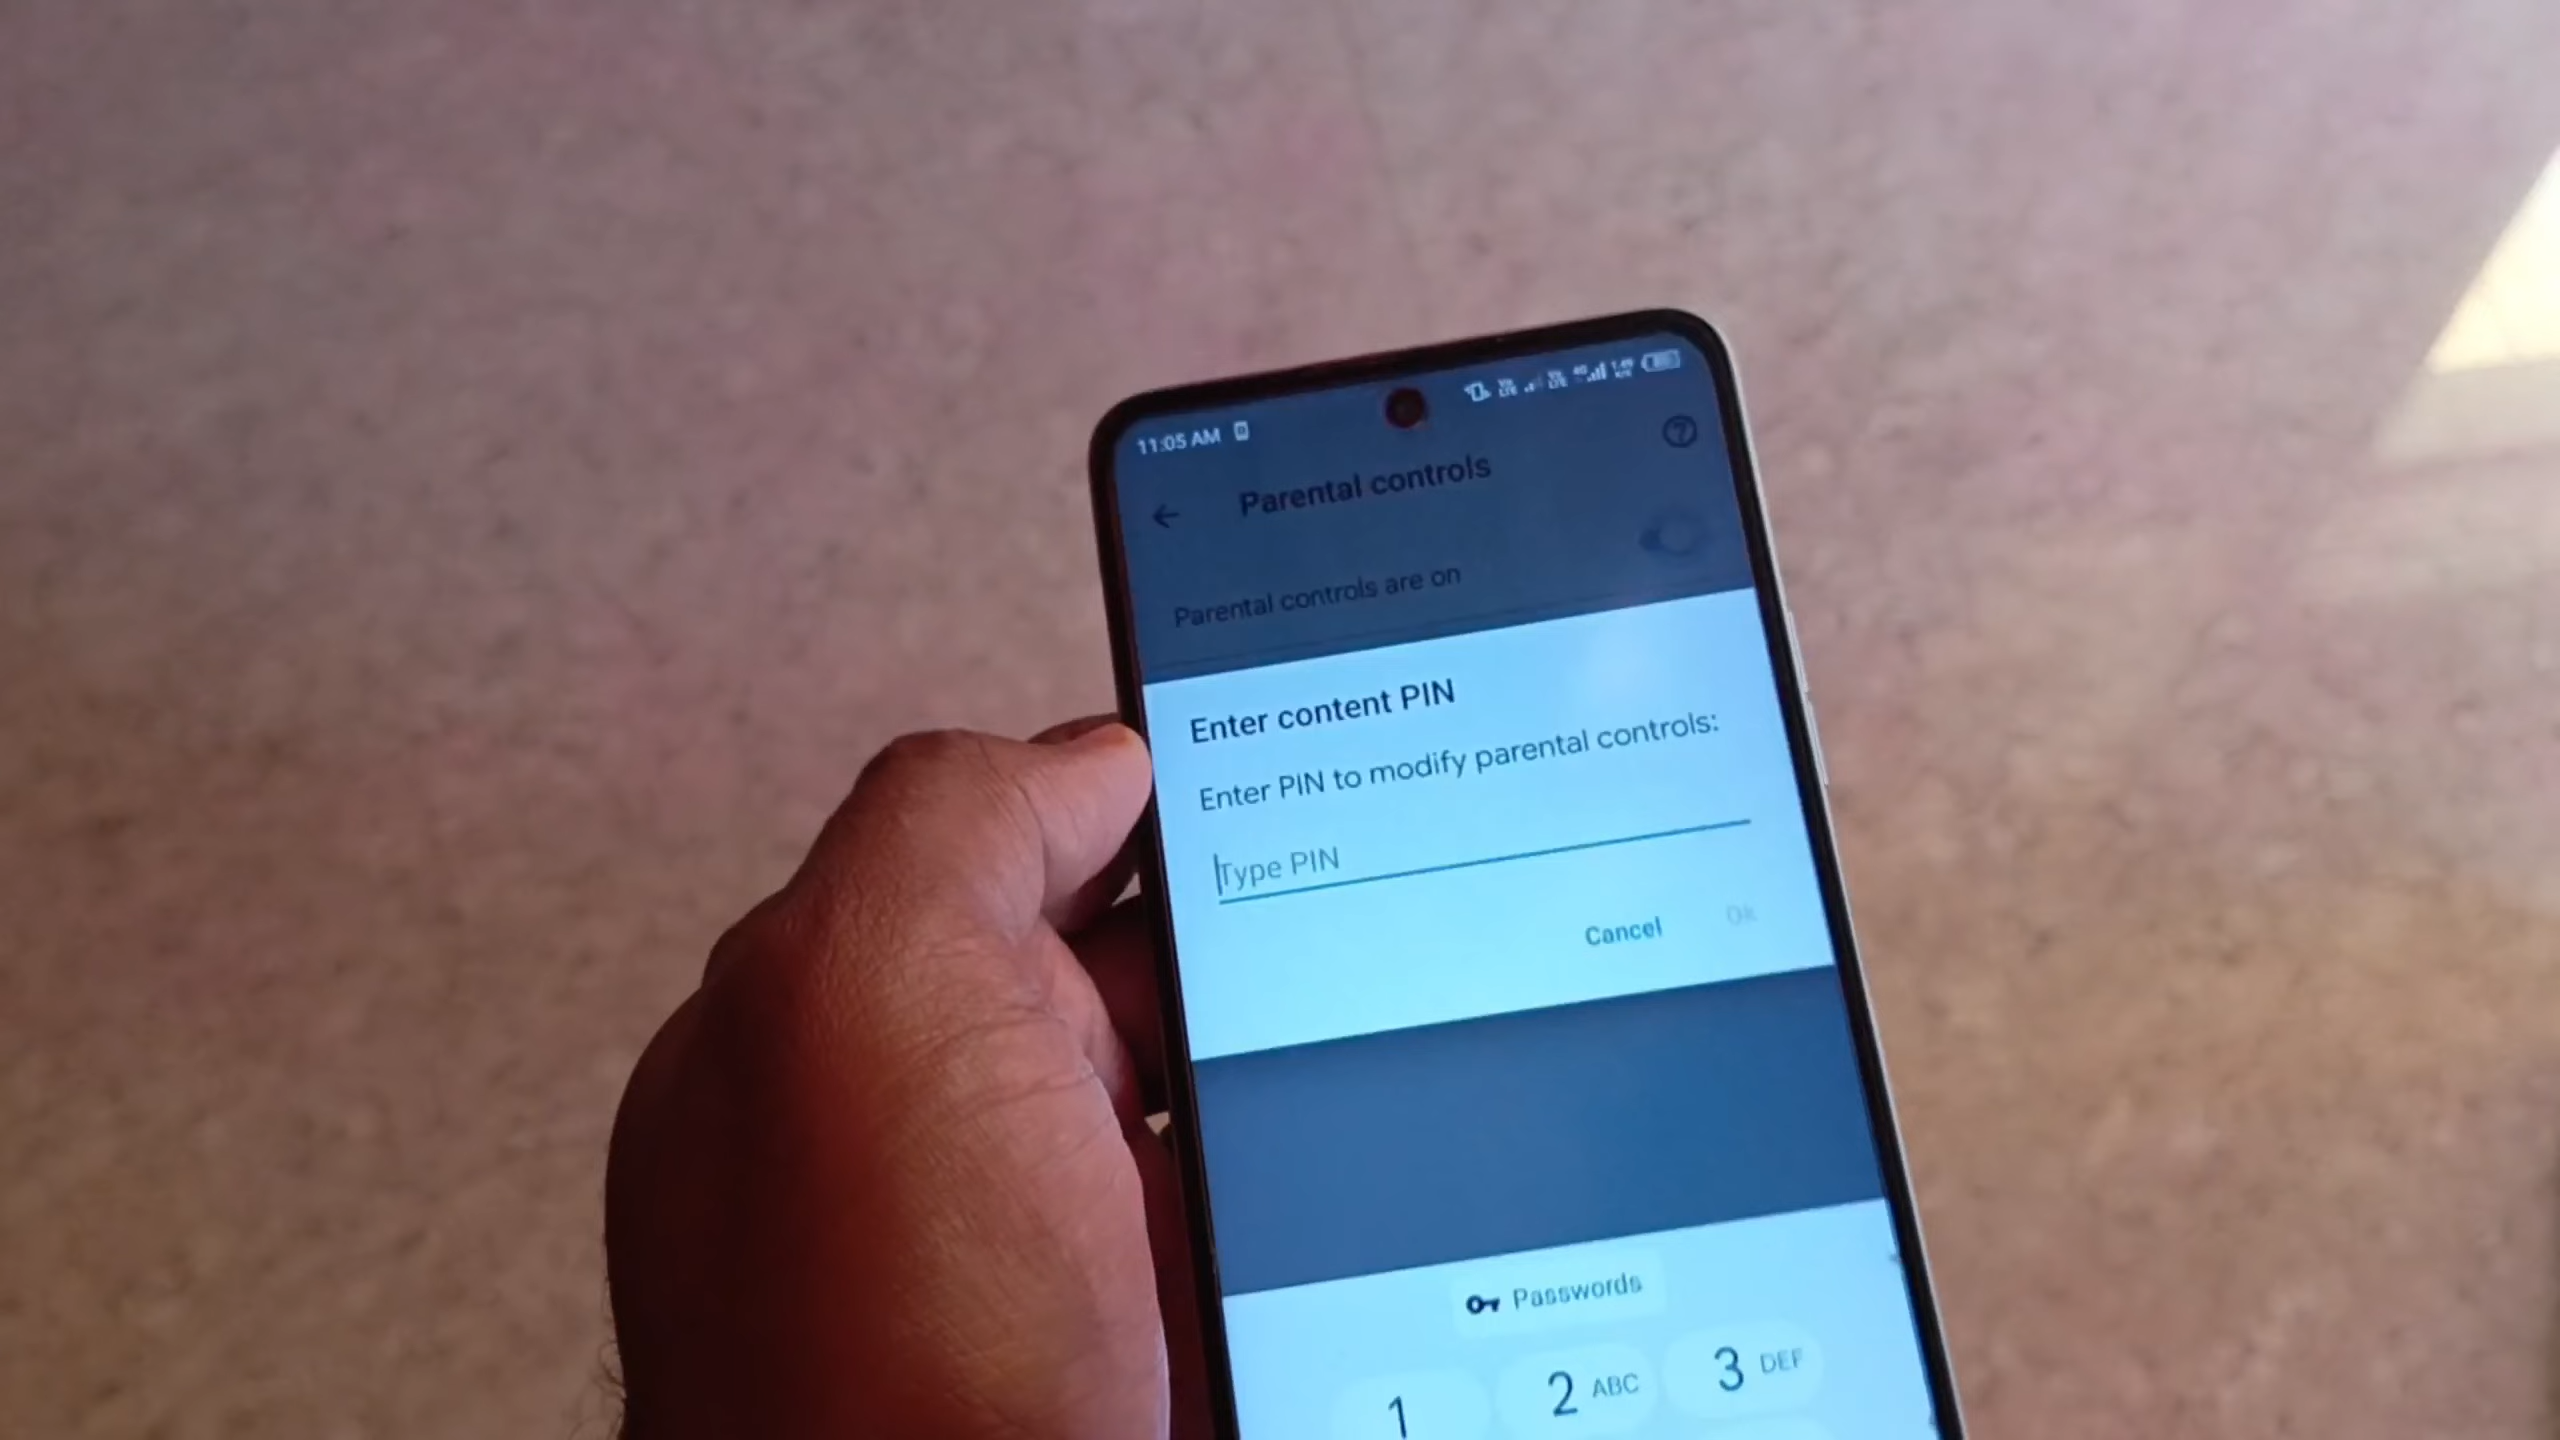 11:05 AM
Parental controls
Parental controls are on
Enter content PIN
Enter PIN to modify parental controls:
Type PIN
Cancel
Ok
Passwords
1
2 ABC
3 DEF